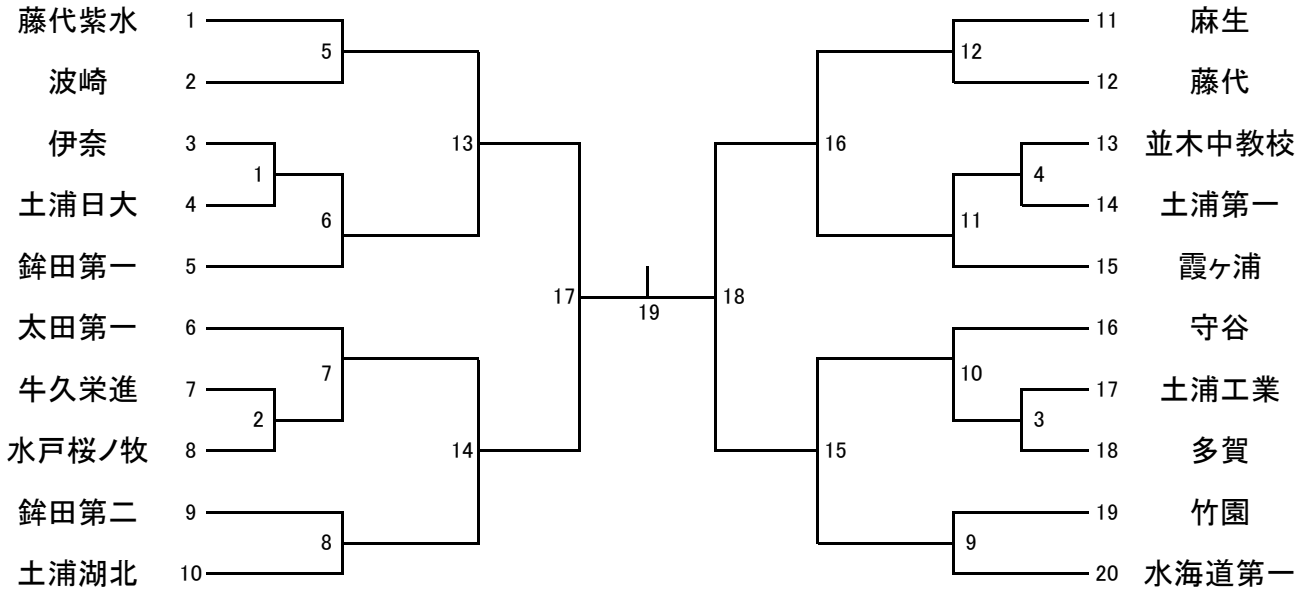 藤代紫水 1 11 麻生
5 12
波崎 2 12 藤代
伊奈 3 13 16 13 並木中教校
1 4
土浦日大 4 14 土浦第一
6 11
鉾田第一 5 15 霞ヶ浦
17 19 18
太田第一 6 16 守谷
7 10
牛久栄進 7 17 土浦工業
2 3
水戸桜ノ牧 8 14 15 18 多賀
鉾田第二 9 19 竹園
8 9
土浦湖北 10 20 水海道第一